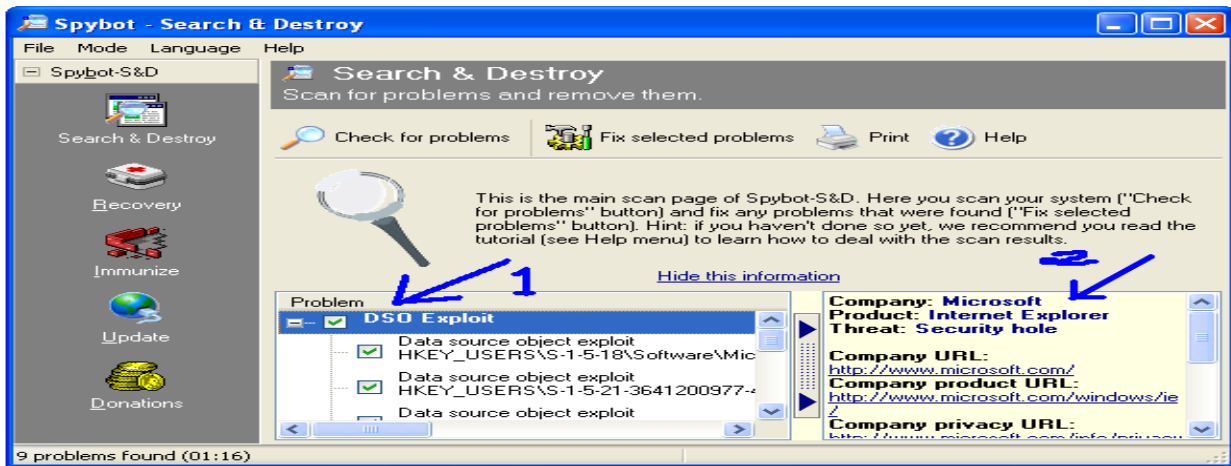 Spybot - Search & Destroy
File Mode Language Help
Spybot-S&D
Search & Destroy
Recovery
Immunize
Update
Donations
Search & Destroy
Scan for problems and remove them.
Check for problems
Fix selected problems
Print
Help
This is the main scan page of Spybot-S&D. Here you scan your system ("Check
for problems" button) and fix any problems that were found ("Fix selected
problems" button). Hint: if you haven't done so yet, we recommend you read the
tutorial (see Help menu) to learn how to deal with the scan results.
Hide this information
1
2
Problem
DSO Exploit
Data source object exploit
HKEY_USERS\S-1-5-18\Software\Mic
Data source object exploit
HKEY_USERS\S-1-5-21-3641200977-
Data source object exploit
Company: Microsoft
Product: Internet Explorer
Threat: Security hole
Company URL:
http://www.microsoft.com/
Company product URL:
http://www.microsoft.com/windows/ie
/
Company privacy URL:
http://www.microsoft.com/info/privacy
9 problems found (01:16)